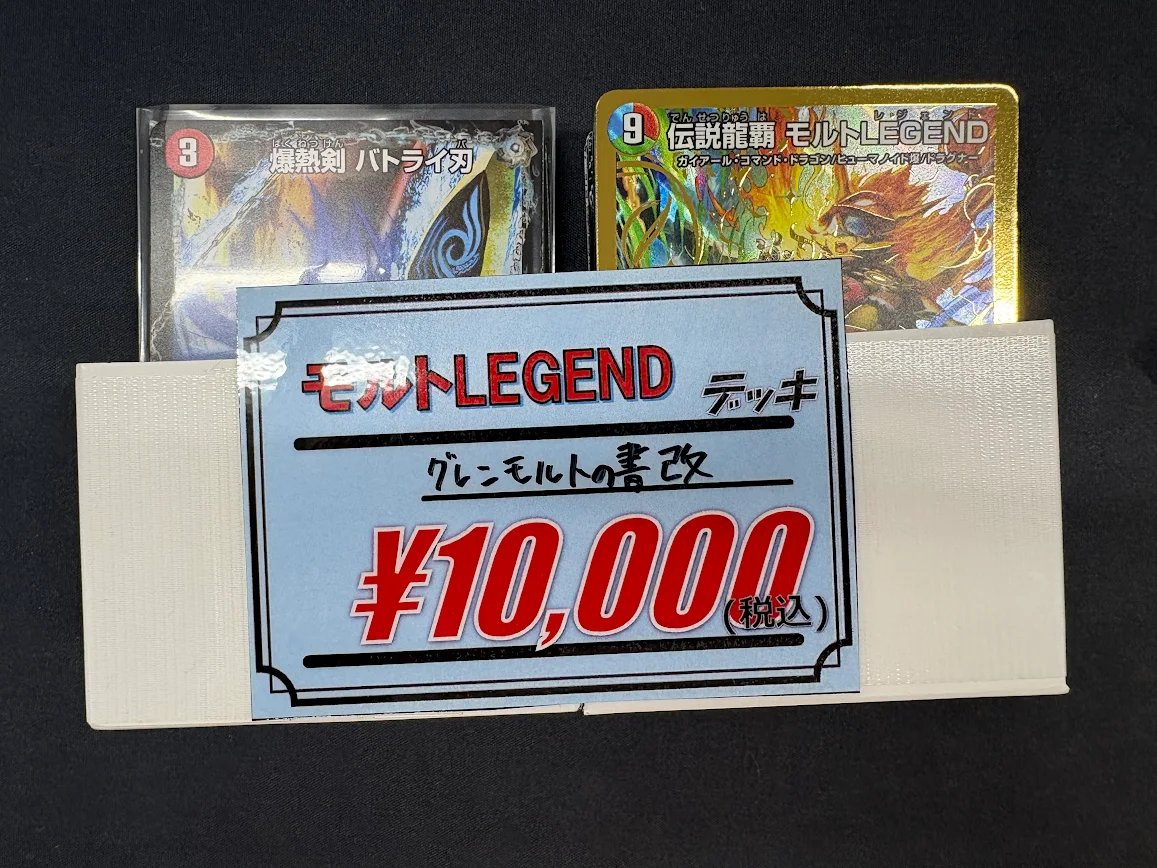 3
ばくねつけん バ
爆熱剣 バトライ刃
9
でんせつりゅう は レジェンド
伝説龍覇 モルトLEGEND
ガイアール・コマンド・ドラゴン/ヒューマノイド爆/ドラグナー
モルトLEGEND デッキ
グレンモルトの書改
¥10,000
(税込)